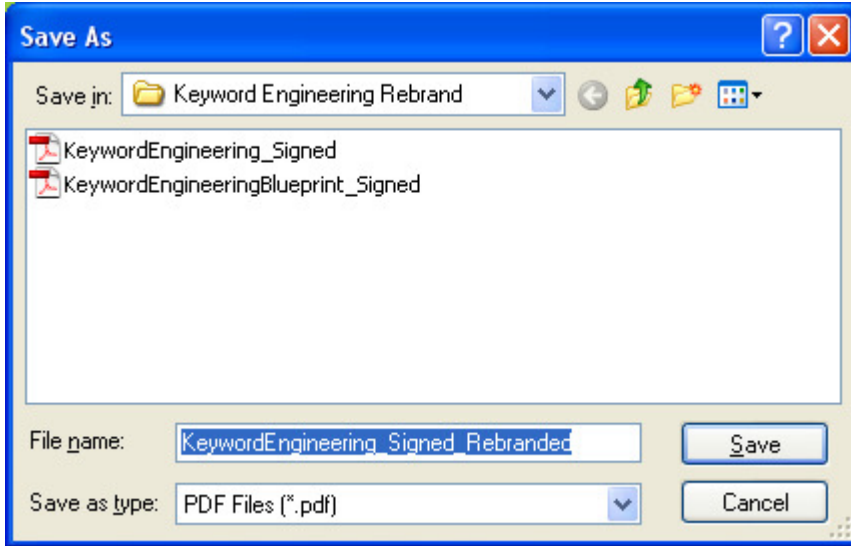 Save As
Save in: Keyword Engineering Rebrand
KeywordEngineering_Signed
KeywordEngineeringBlueprint_Signed
File name: KeywordEngineering_Signed_Rebranded Save
Save as type: PDF Files (*.pdf) Cancel